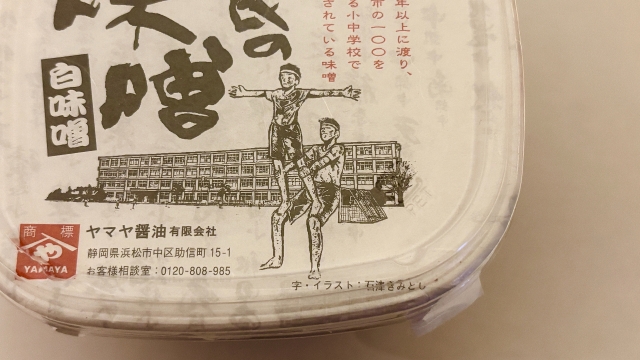 年以上に渡り、
市の一〇〇を
る小中学校で
されている味噌
の
味噌
白味噌
商標
や
YAMAYA
ヤマヤ醤油有限会社
静岡県浜松市中区助信町15-1
お客様相談室：0120-808-985
字・イラスト：石津きみとし